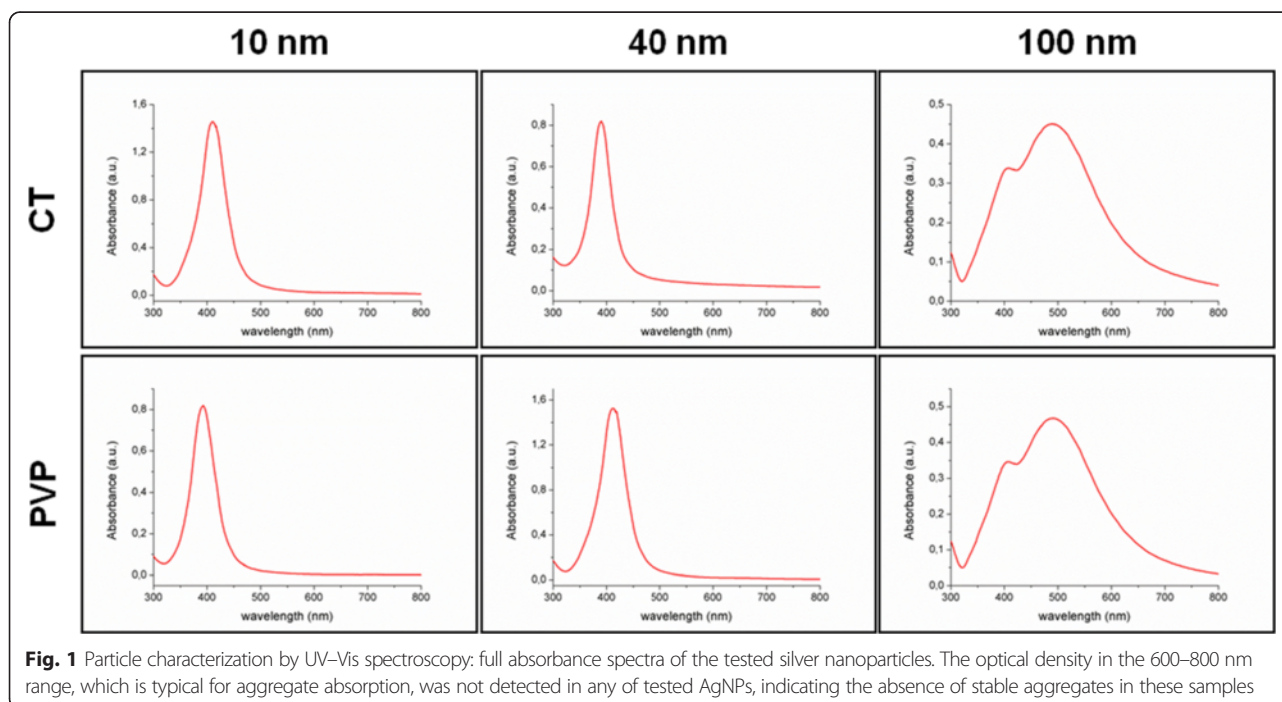 10 nm
40 nm
100 nm
CT
1,6
1,2
0,8
0,4
0,0
Absorbance (a.u.)
300 400 500 600 700 800
wavelength (nm)
0,8
0,6
0,4
0,2
0,0
Absorbance (a.u.)
300 400 500 600 700 800
wavelength (nm)
0,5
0,4
0,3
0,2
0,1
0,0
Absorbance (a.u.)
300 400 500 600 700 800
wavelength (nm)
PVP
0,8
0,6
0,4
0,2
0,0
Absorbance (a.u.)
300 400 500 600 700 800
wavelength (nm)
1,6
1,2
0,8
0,4
0,0
Absorbance (a.u.)
300 400 500 600 700 800
wavelength (nm)
0,5
0,4
0,3
0,2
0,1
0,0
Absorbance (a.u.)
300 400 500 600 700 800
wavelength (nm)
Fig. 1 Particle characterization by UV–Vis spectroscopy: full absorbance spectra of the tested silver nanoparticles. The optical density in the 600–800 nm
range, which is typical for aggregate absorption, was not detected in any of tested AgNPs, indicating the absence of stable aggregates in these samples